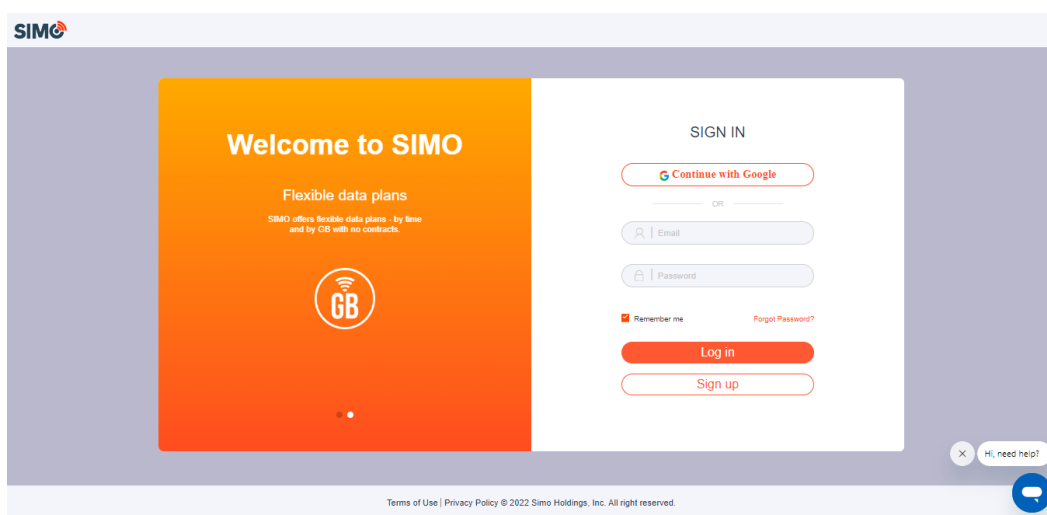 SIMO
Welcome to SIMO
Flexible data plans
SIMO offers flexible data plans - by time
and by GB with no contracts.
GB
SIGN IN
G Continue with Google
OR
Email
Password
Remember me
Forgot Password?
Log in
Sign up
Hi, need help?
Terms of Use | Privacy Policy © 2022 Simo Holdings, Inc. All right reserved.